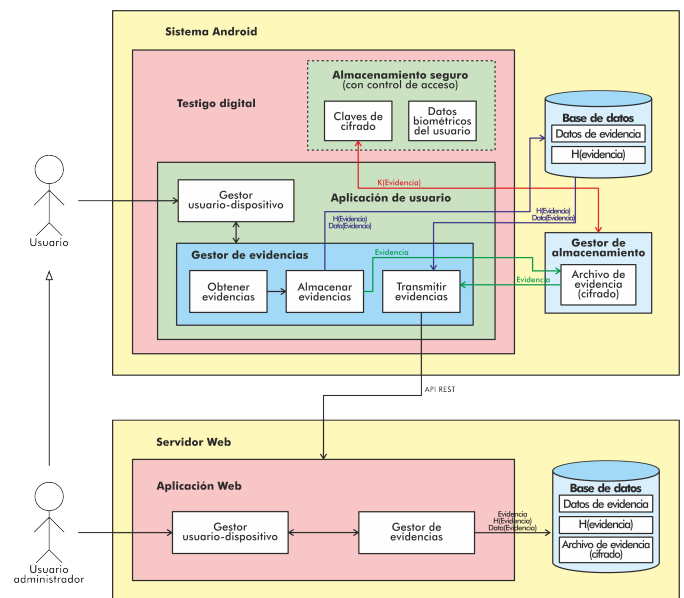 Sistema Android
Almacenamiento seguro
(con control de acceso)
Testigo digital
Claves de
cifrado
Datos
biométricos
del usuario
Base de datos
Datos de evidencia
H(evidencia)
K(Evidencia)
Usuario
Gestor
usuario-dispositivo
Aplicación de usuario
H(Evidencia)
Data(Evidencia)
H(Evidencia)
Data(Evidencia)
Gestor de evidencias
Evidencia
Gestor de
almacenamiento
Obtener
evidencias
Almacenar
evidencias
Transmitir
evidencias
Evidencia
Archivo de
evidencia
(cifrado)
API REST
Servidor Web
Aplicación Web
Gestor
usuario-dispositivo
Gestor de
evidencias
Evidencia
H(Evidencia)
Data(Evidencia)
Base de datos
Datos de evidencia
H(evidencia)
Archivo de evidencia
(cifrado)
Usuario
administrador